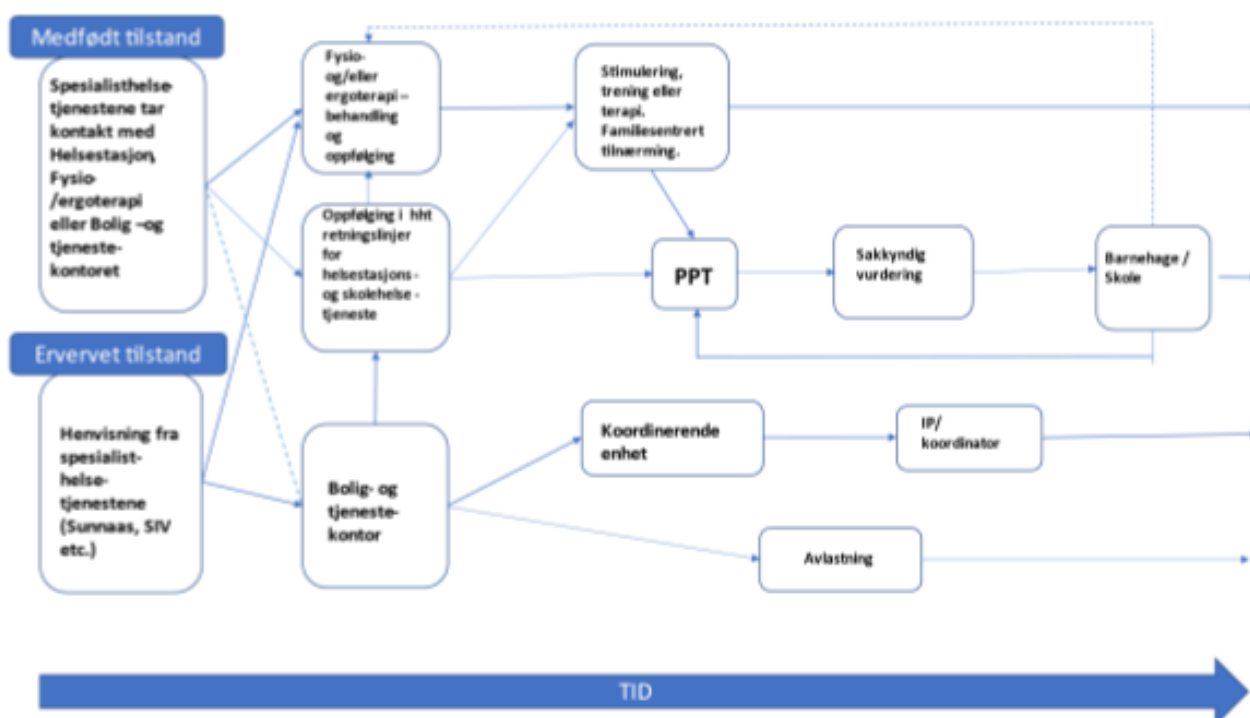 Medfødt tilstand
Spesialisthelse-
tjenestene tar
kontakt med
Helsestasjon,
Fysio-
/ergoterapi
eller Bolig –og
tjeneste-
kontoret
Ervervet tilstand
Henvisning fra
spesialist-
helse-
tjenestene
(Sunnaas, SIV
etc.)
Fysio-
og/eller
ergoterapi –
behandling
og
oppfølging
Oppfølging i hht
retningslinjer
for
helsestasjons-
og skolehelse-
tjeneste
Bolig- og
tjeneste-
kontor
Stimulering,
trening eller
terapi.
Familiesentrert
tilnærming.
PPT
Sakkyndig
vurdering
Barnehage /
Skole
Koordinerende
enhet
IP/
koordinator
Avlastning
TID